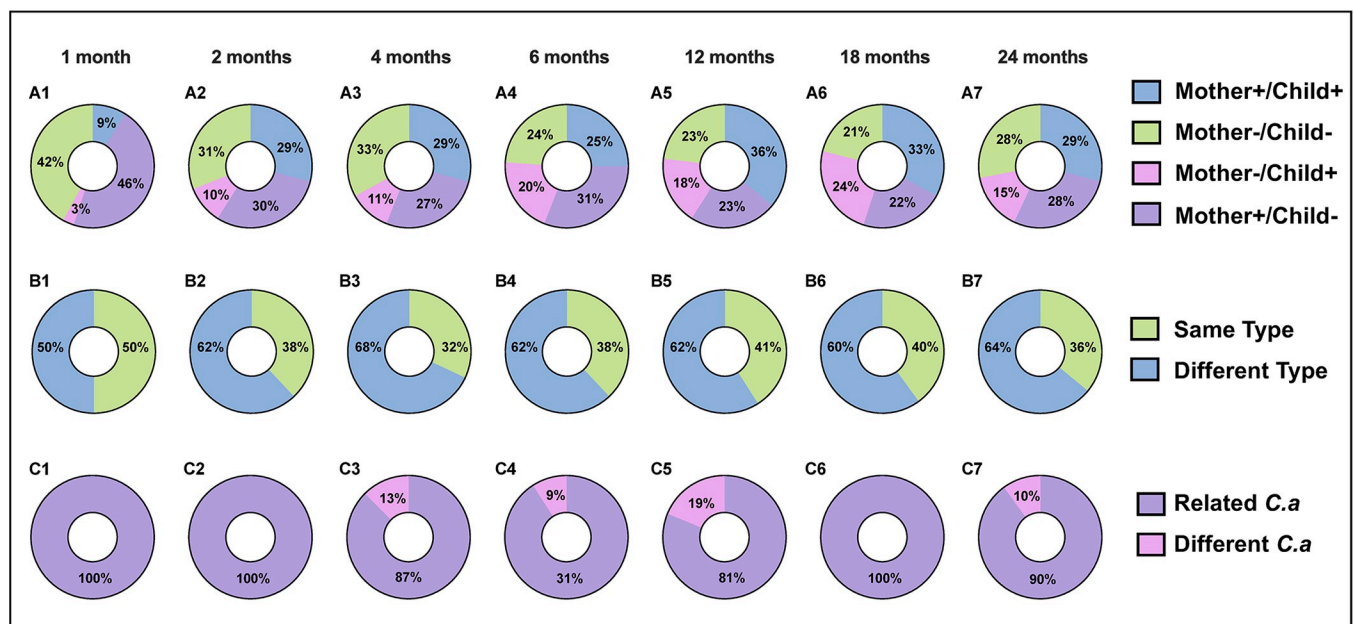 1 month 2 months 4 months 6 months 12 months 18 months 24 months
A1 A2 A3 A4 A5 A6 A7
9% 46% 3% 42%
29% 30% 10% 31%
29% 27% 11% 33%
25% 31% 20% 24%
36% 23% 18% 23%
33% 22% 24% 21%
29% 28% 15% 28%
Mother+/Child+
Mother-/Child-
Mother-/Child+
Mother+/Child-
B1 B2 B3 B4 B5 B6 B7
50% 50%
62% 38%
68% 32%
62% 38%
62% 41%
60% 40%
64% 36%
Same Type
Different Type
C1 C2 C3 C4 C5 C6 C7
100%
100%
13% 87%
9% 31%
19% 81%
100%
10% 90%
Related C.a
Different C.a